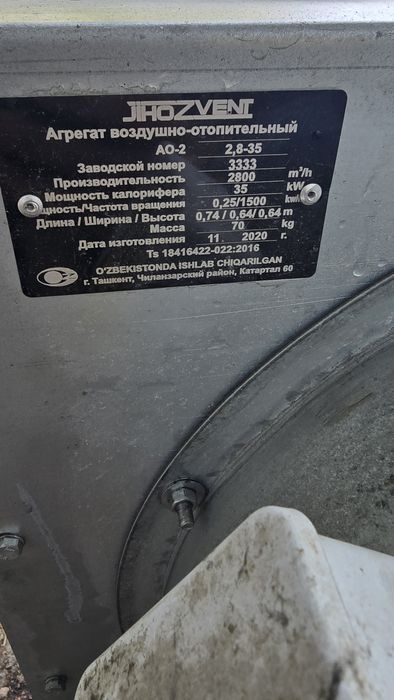 JIHOZVENT
Агрегат воздушно-отопительный
АО-2 2,8-35
Заводской номер 3333
Производительность 2800 m³/h
Мощность калорифера 35 kW
щность/Частота вращения 0,25/1500 kw/
Длина / Ширина / Высота 0,74 / 0,64/ 0,64 m
Масса 70 kg
Дата изготовления 11 2020 г.
Ts 18416422-022:2016
O'ZBEKISTONDA ISHLAB CHIQARILGAN
г. Ташкент, Чиланзарский район, Катартал 60